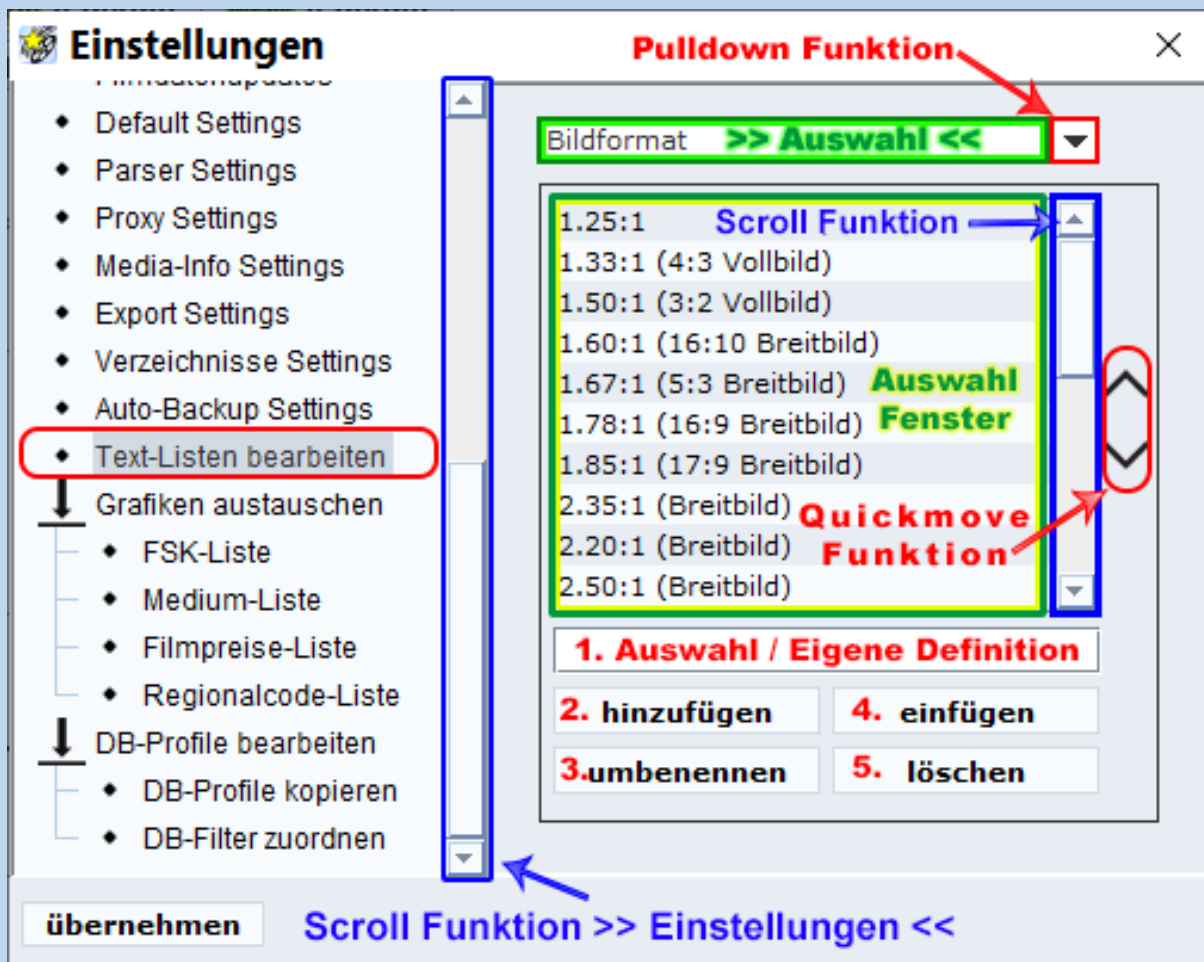 Einstellungen
Pulldown Funktion
Default Settings
Parser Settings
Proxy Settings
Media-Info Settings
Export Settings
Verzeichnisse Settings
Auto-Backup Settings
Text-Listen bearbeiten
Grafiken austauschen
FSK-Liste
Medium-Liste
Filmpreise-Liste
Regionalcode-Liste
DB-Profile bearbeiten
DB-Profile kopieren
DB-Filter zuordnen
Bildformat >> Auswahl <<
1.25:1 Scroll Funktion
1.33:1 (4:3 Vollbild)
1.50:1 (3:2 Vollbild)
1.60:1 (16:10 Breitbild)
1.67:1 (5:3 Breitbild)
1.78:1 (16:9 Breitbild)
1.85:1 (17:9 Breitbild)
2.35:1 (Breitbild)
2.20:1 (Breitbild)
2.50:1 (Breitbild)
Auswahl
Fenster
Quickmove
Funktion
1. Auswahl / Eigene Definition
2. hinzufügen
4. einfügen
3. umbenennen
5. löschen
übernehmen
Scroll Funktion >> Einstellungen <<